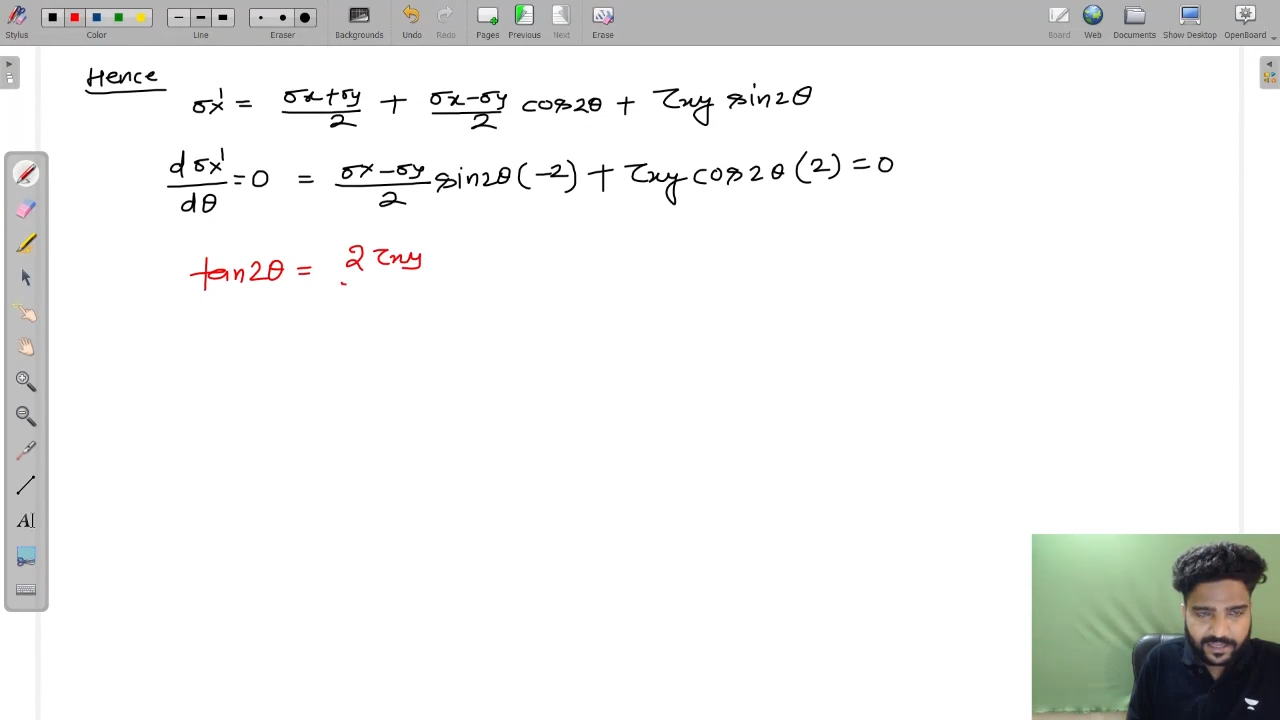 Stylus Color Line Eraser Backgrounds Undo Redo Pages Previous Next Erase Board Web Documents Show Desktop OpenBoard
Hence
σx' = σx+σy/2 + σx-σy/2 cos2θ + τxy sin2θ
dσx'/dθ = 0 = σx-σy/2 sin2θ(-2) + τxy cos2θ(2) = 0
tan2θ = 2τxy
AI